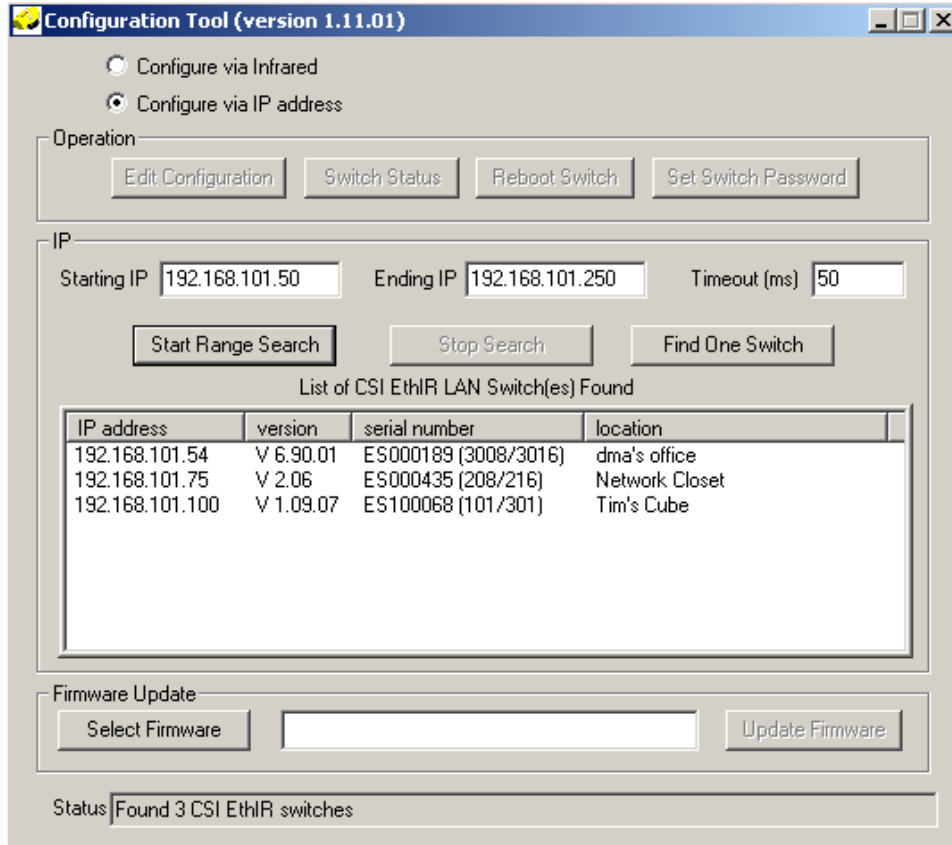 Configuration Tool (version 1.11.01)
Configure via Infrared
Configure via IP address
Operation
Edit Configuration Switch Status Reboot Switch Set Switch Password
IP
Starting IP 192.168.101.50 Ending IP 192.168.101.250 Timeout (ms) 50
Start Range Search Stop Search Find One Switch
List of CSI EthIR LAN Switch(es) Found
IP address version serial number location
192.168.101.54 V 6.90.01 ES000189 (3008/3016) dma's office
192.168.101.75 V 2.06 ES000435 (208/216) Network Closet
192.168.101.100 V 1.09.07 ES100068 (101/301) Tim's Cube
Firmware Update
Select Firmware Update Firmware
Status Found 3 CSI EthIR switches